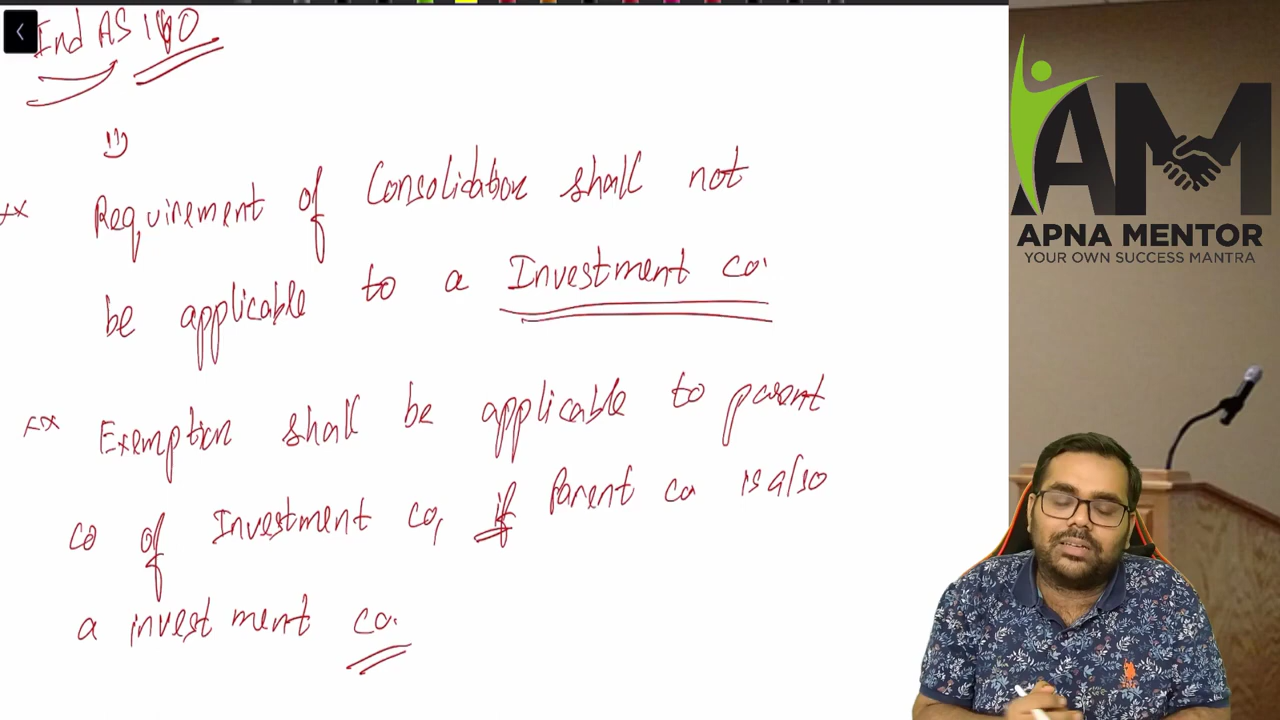 Ind AS 110
Requirement of Consolidation shall not
be applicable to a Investment co.
Exemption shall be applicable to parent
co of Investment co, if Parent co is also
a investment co.
AM
APNA MENTOR
YOUR OWN SUCCESS MANTRA